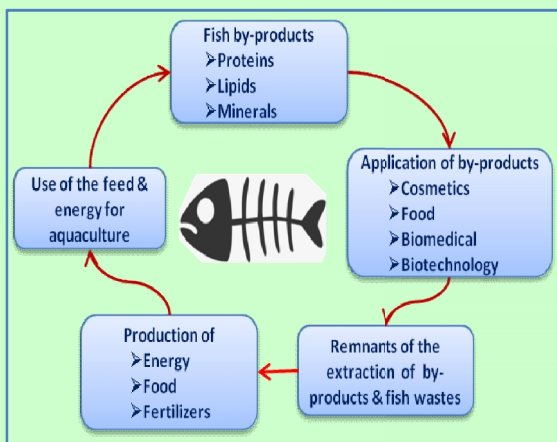 Fish by-products
➢Proteins
➢Lipids
➢Minerals
Application of by-products
➢Cosmetics
➢Food
➢Biomedical
➢Biotechnology
Remnants of the
extraction of by-
products & fish wastes
Production of
➢Energy
➢Food
➢Fertilizers
Use of the feed &
energy for
aquaculture